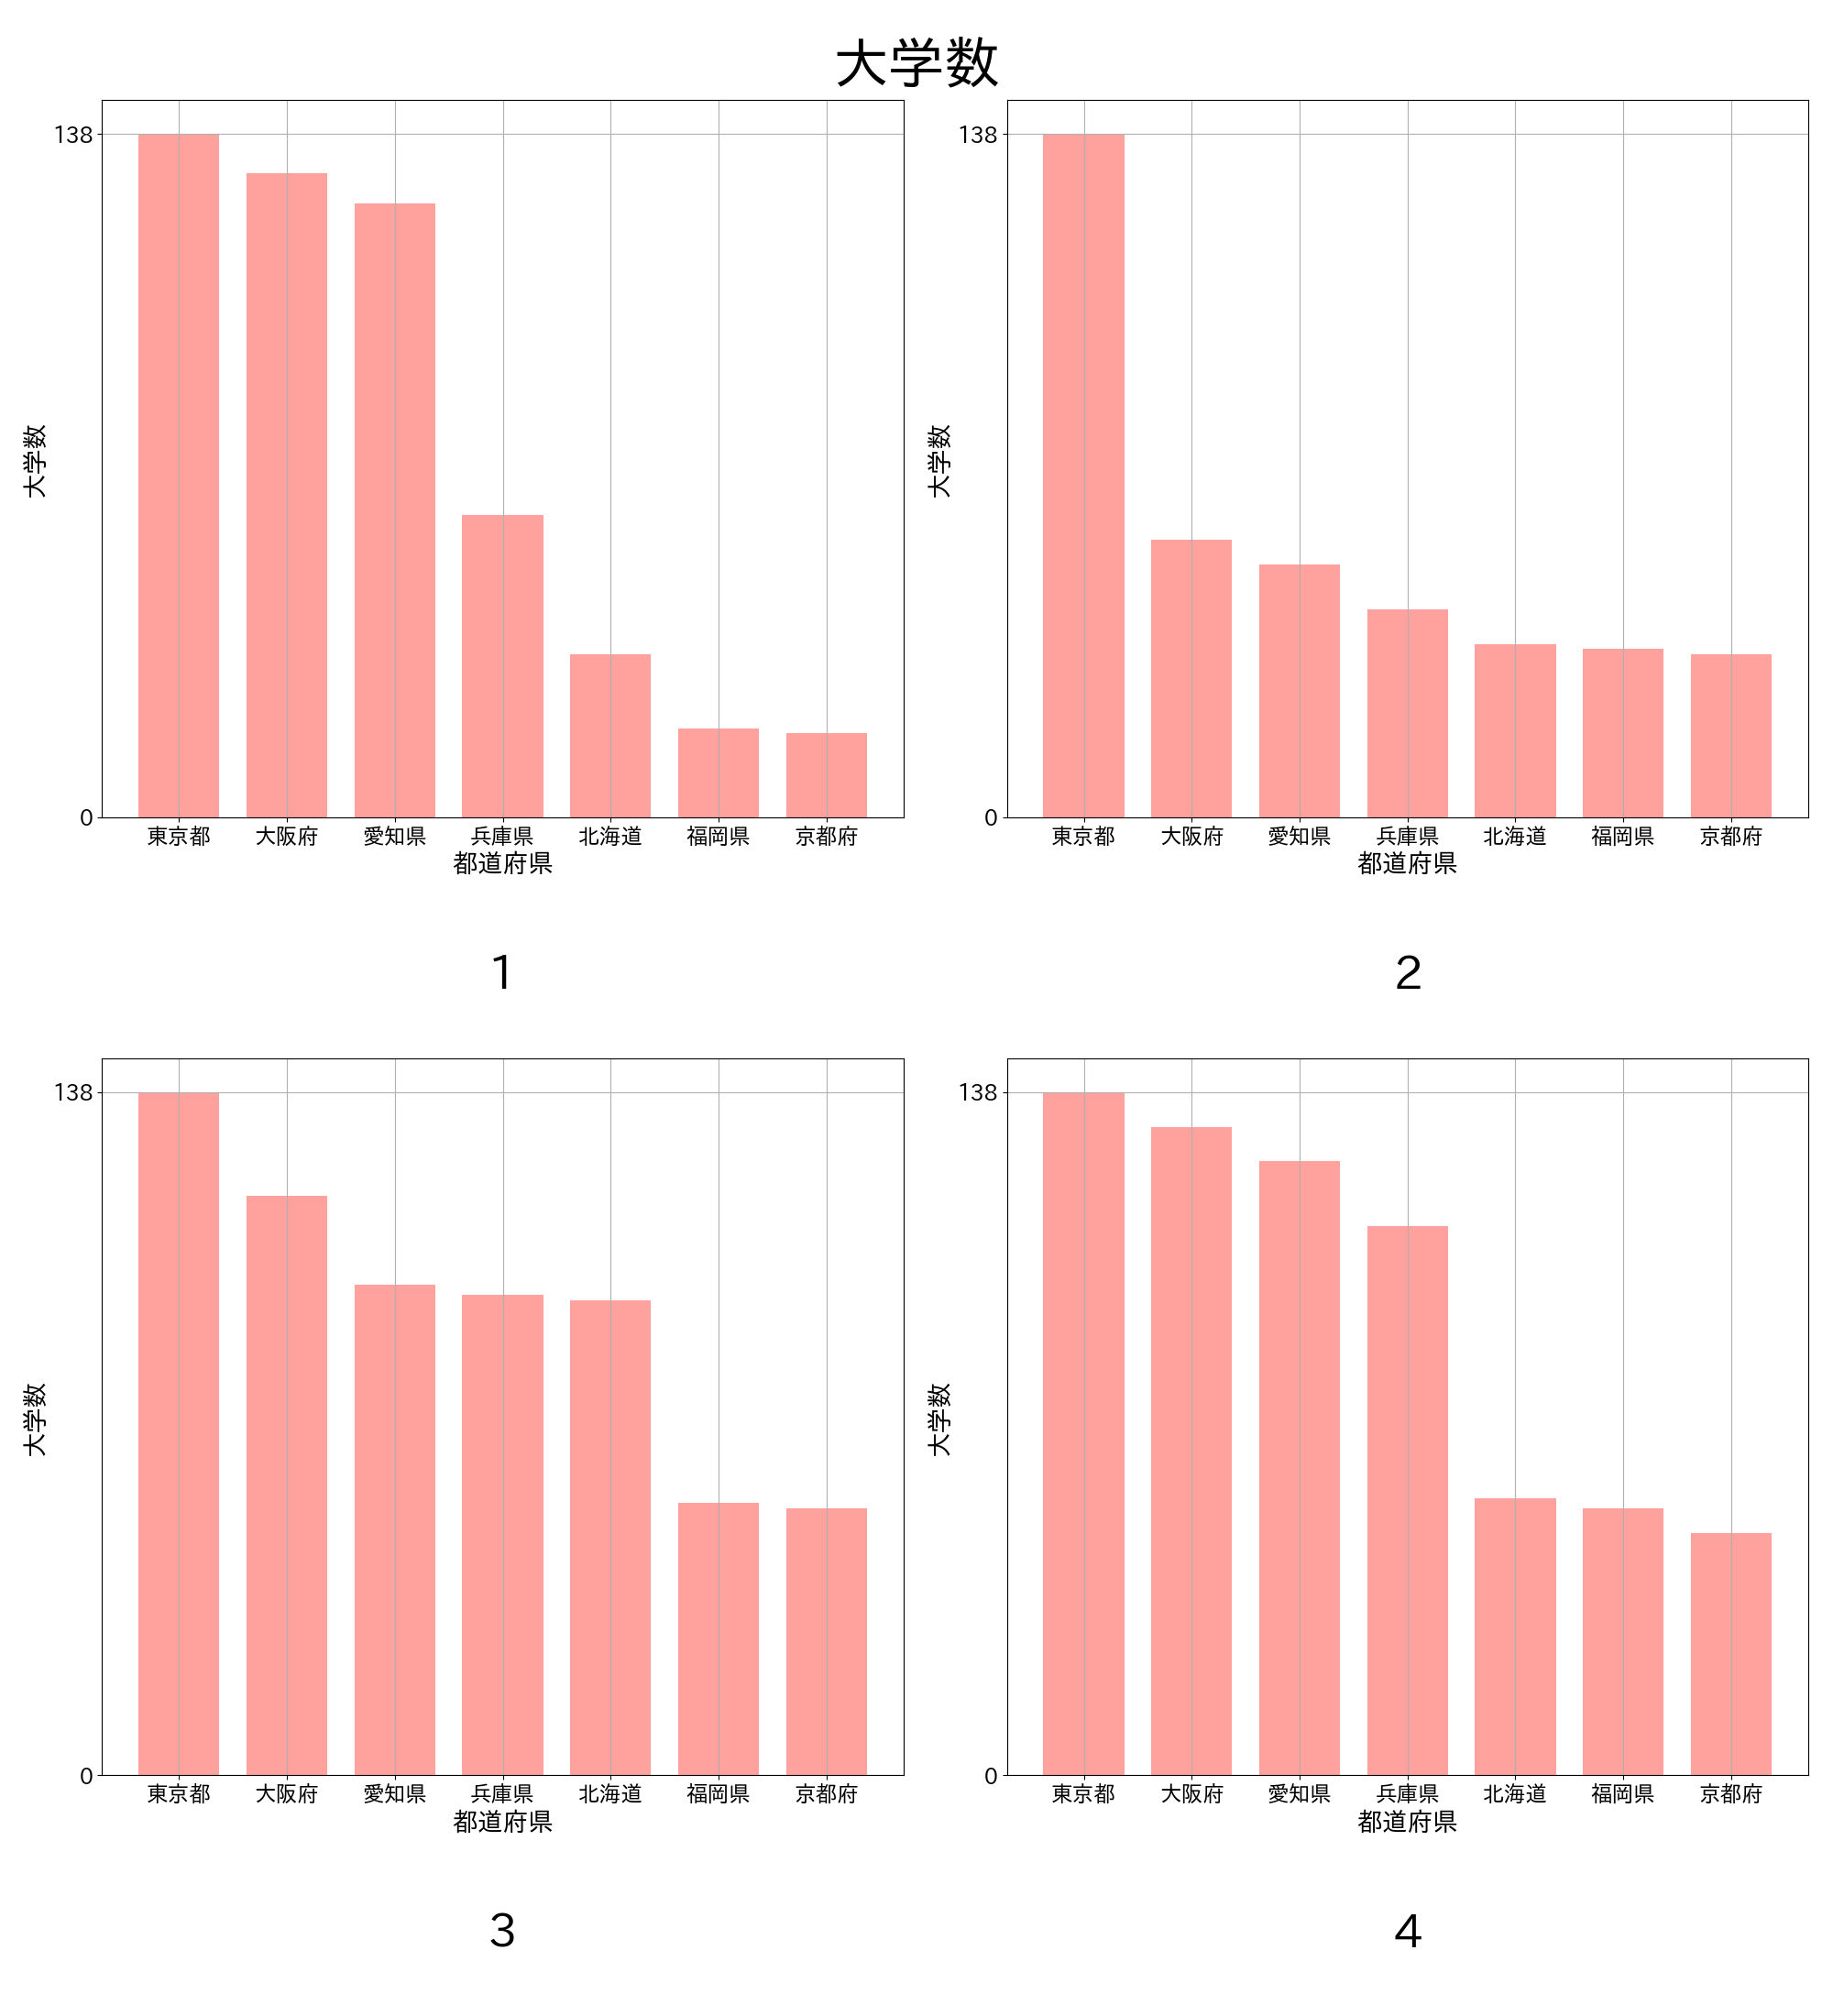 大学数
138
0
大学数
東京都 大阪府 愛知県 兵庫県 北海道 福岡県 京都府
都道府県
1
138
0
大学数
東京都 大阪府 愛知県 兵庫県 北海道 福岡県 京都府
都道府県
2
138
0
大学数
東京都 大阪府 愛知県 兵庫県 北海道 福岡県 京都府
都道府県
3
138
0
大学数
東京都 大阪府 愛知県 兵庫県 北海道 福岡県 京都府
都道府県
4